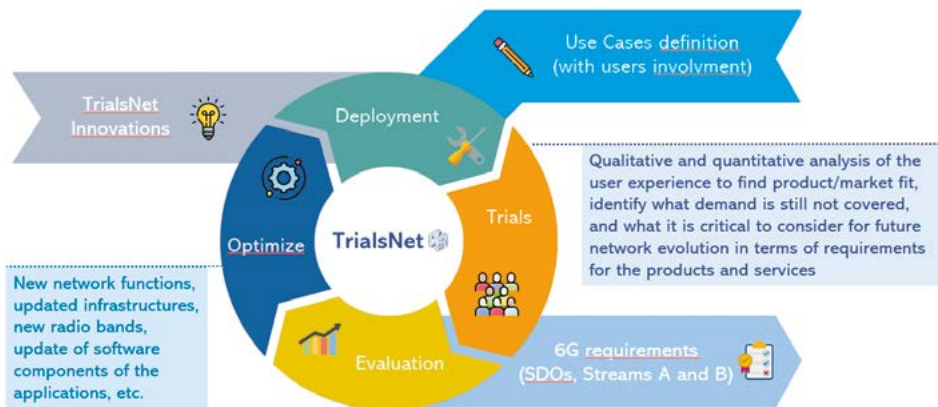 Use Cases definition
(with users involvment)
TrialsNet
Innovations
Deployment
Qualitative and quantitative analysis of the
user experience to find product/market fit,
identify what demand is still not covered,
and what it is critical to consider for future
network evolution in terms of requirements
for the products and services
Trials
TrialsNet
Optimize
New network functions,
updated infrastructures,
new radio bands,
update of software
components of the
applications, etc.
Evaluation
6G requirements
(SDOs, Streams A and B)